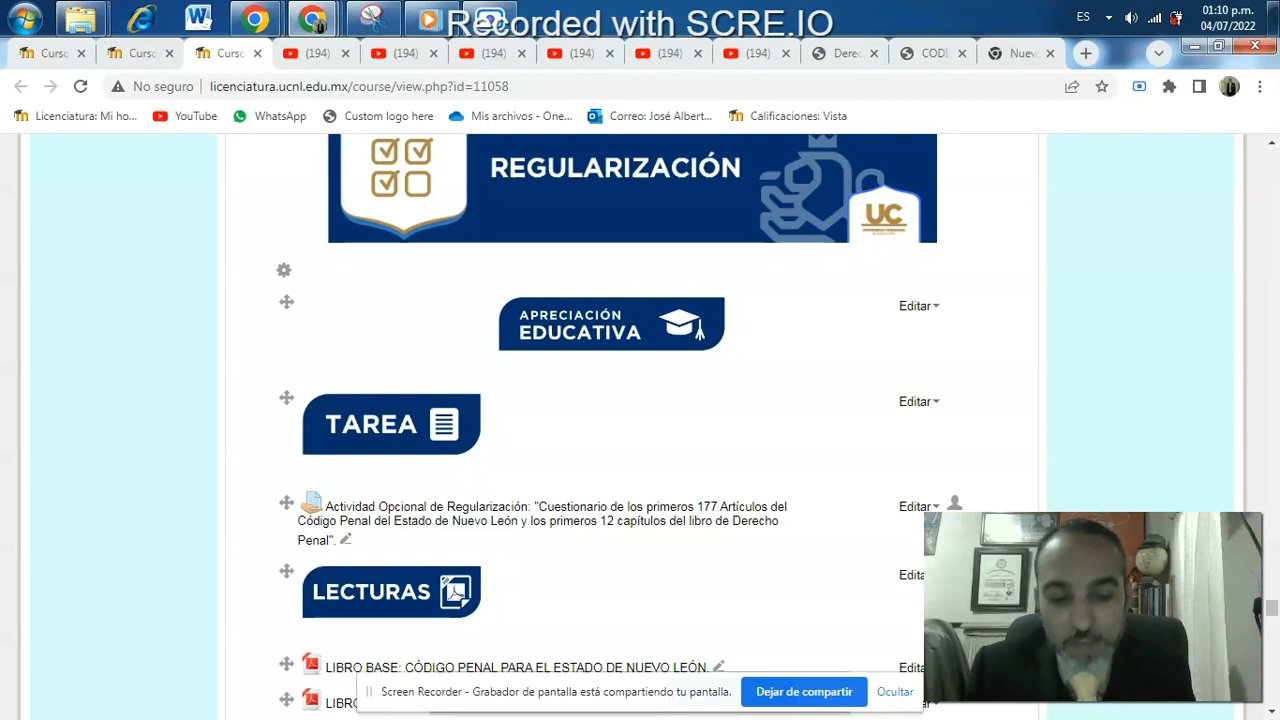 Recorded with SCRE.IO
ES
01:10 p.m.
04/07/2022
Curso
Curso
Curso
(194)
(194)
(194)
(194)
(194)
(194)
Derec
CODI
Nuev
No seguro
licenciatura.ucnl.edu.mx/course/view.php?id=11058
Licenciatura: Mi ho...
YouTube
WhatsApp
Custom logo here
Mis archivos - One...
Correo: José Albert...
Calificaciones: Vista
REGULARIZACIÓN
UC
Editar
APRECIACIÓN
EDUCATIVA
Editar
TAREA
Actividad Opcional de Regularización: "Cuestionario de los primeros 177 Artículos del
Código Penal del Estado de Nuevo León y los primeros 12 capítulos del libro de Derecho
Penal".
Editar
LECTURAS
Edita
LIBRO BASE: CÓDIGO PENAL PARA EL ESTADO DE NUEVO LEÓN.
Edita
LIBRO
Screen Recorder - Grabador de pantalla está compartiendo tu pantalla.
Dejar de compartir
Ocultar